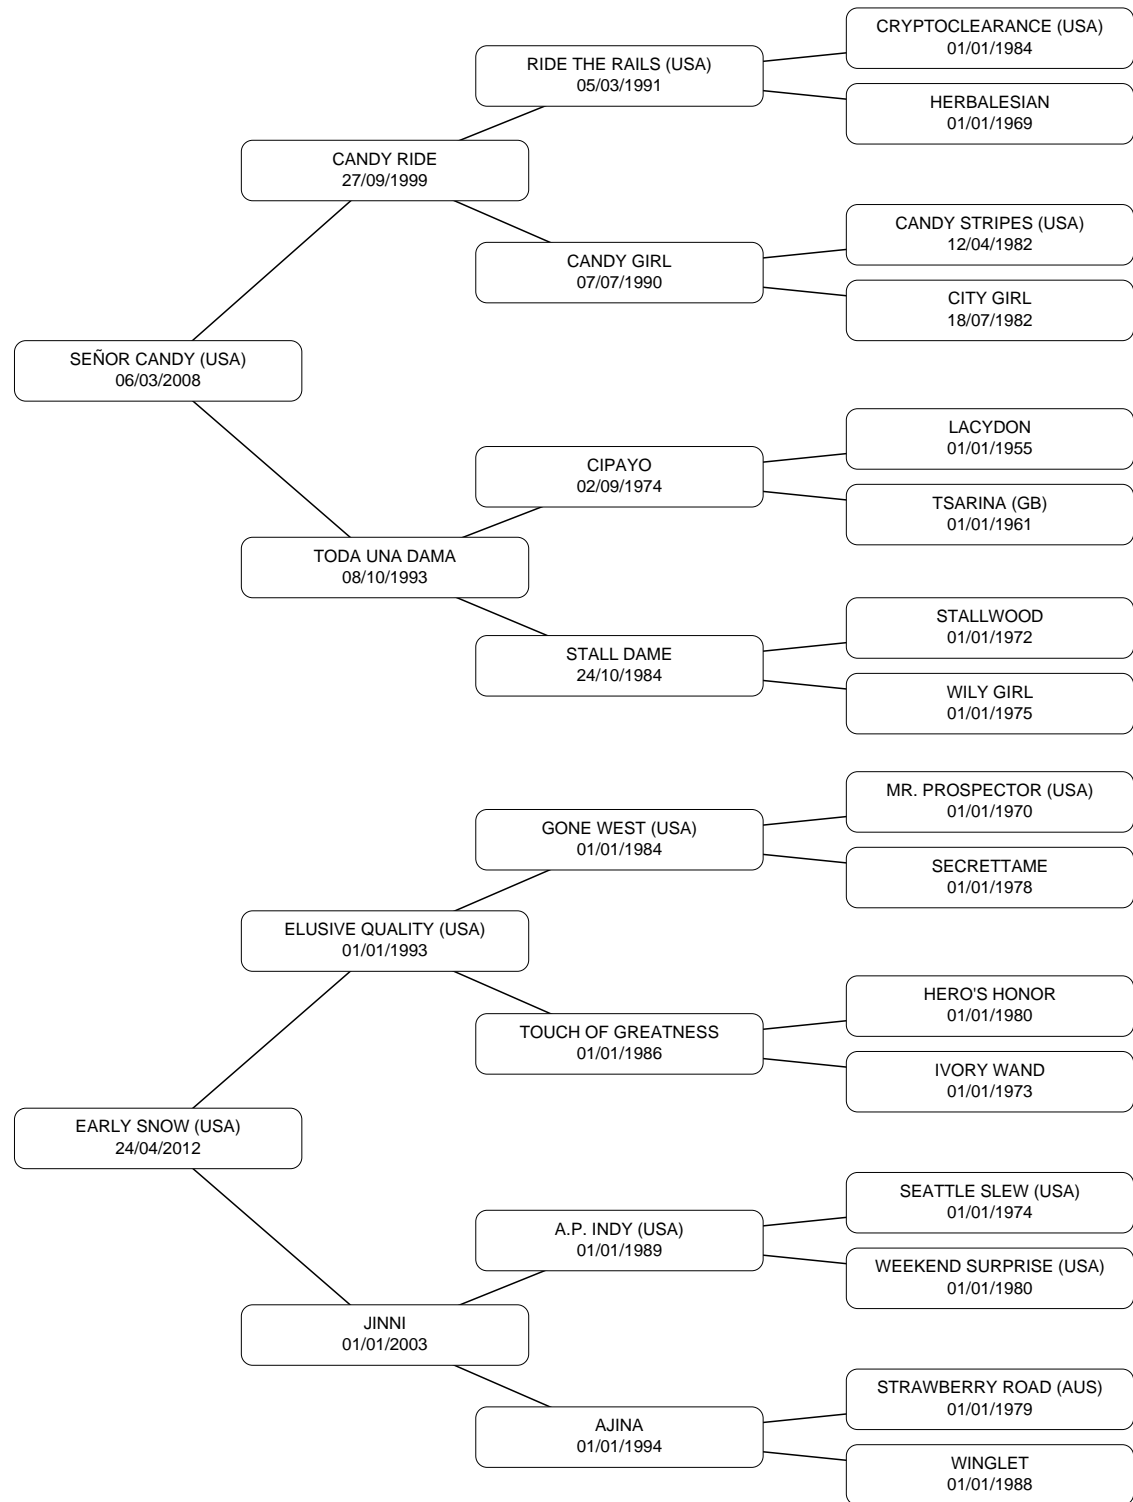 CRYPTOCLEARANCE (USA)
01/01/1984
RIDE THE RAILS (USA)
05/03/1991
HERBALESIAN
01/01/1969
CANDY RIDE
27/09/1999
CANDY STRIPES (USA)
12/04/1982
CANDY GIRL
07/07/1990
CITY GIRL
18/07/1982
SEÑOR CANDY (USA)
06/03/2008
LACYDON
01/01/1955
CIPAYO
02/09/1974
TSARINA (GB)
01/01/1961
TODA UNA DAMA
08/10/1993
STALLWOOD
01/01/1972
STALL DAME
24/10/1984
WILY GIRL
01/01/1975
MR. PROSPECTOR (USA)
01/01/1970
GONE WEST (USA)
01/01/1984
SECRETTAME
01/01/1978
ELUSIVE QUALITY (USA)
01/01/1993
HERO'S HONOR
01/01/1980
TOUCH OF GREATNESS
01/01/1986
IVORY WAND
01/01/1973
EARLY SNOW (USA)
24/04/2012
SEATTLE SLEW (USA)
01/01/1974
A.P. INDY (USA)
01/01/1989
WEEKEND SURPRISE (USA)
01/01/1980
JINNI
01/01/2003
STRAWBERRY ROAD (AUS)
01/01/1979
AJINA
01/01/1994
WINGLET
01/01/1988